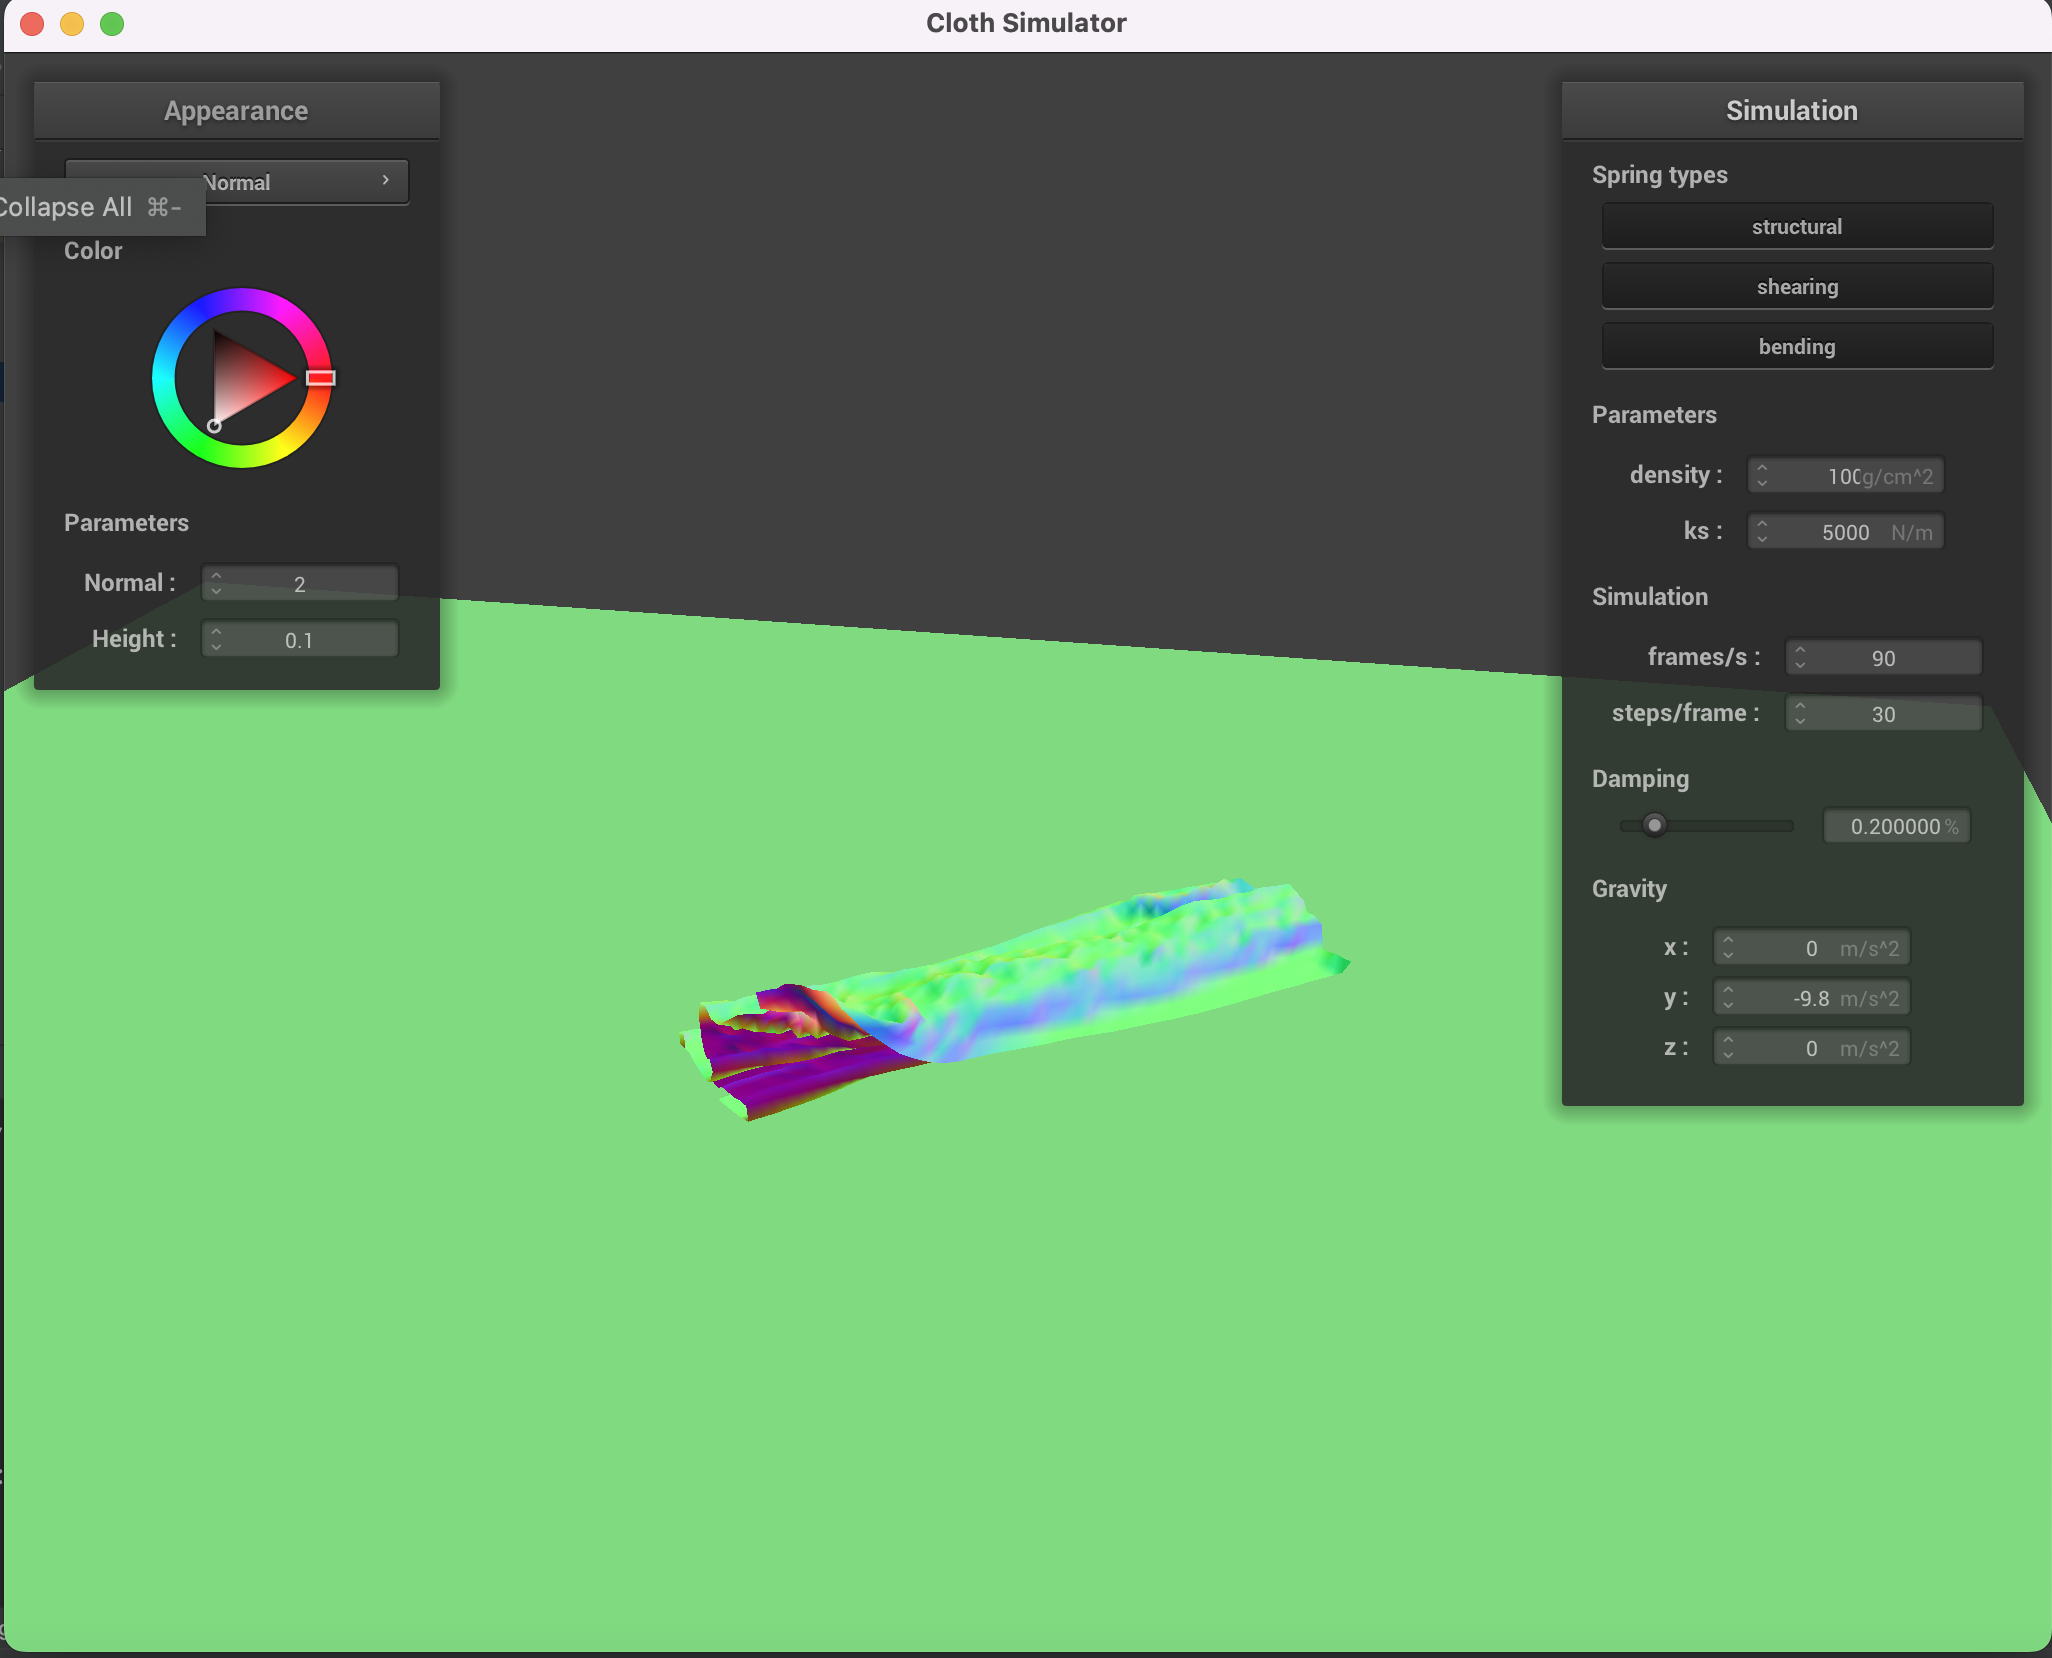 Cloth Simulator
Appearance
Normal
Collapse All ⌘-
Color
Parameters
Normal : 2
Height : 0.1
Simulation
Spring types
structural
shearing
bending
Parameters
density : 100 g/cm^2
ks : 5000 N/m
Simulation
frames/s : 90
steps/frame : 30
Damping
0.200000 %
Gravity
x : 0 m/s^2
y : -9.8 m/s^2
z : 0 m/s^2